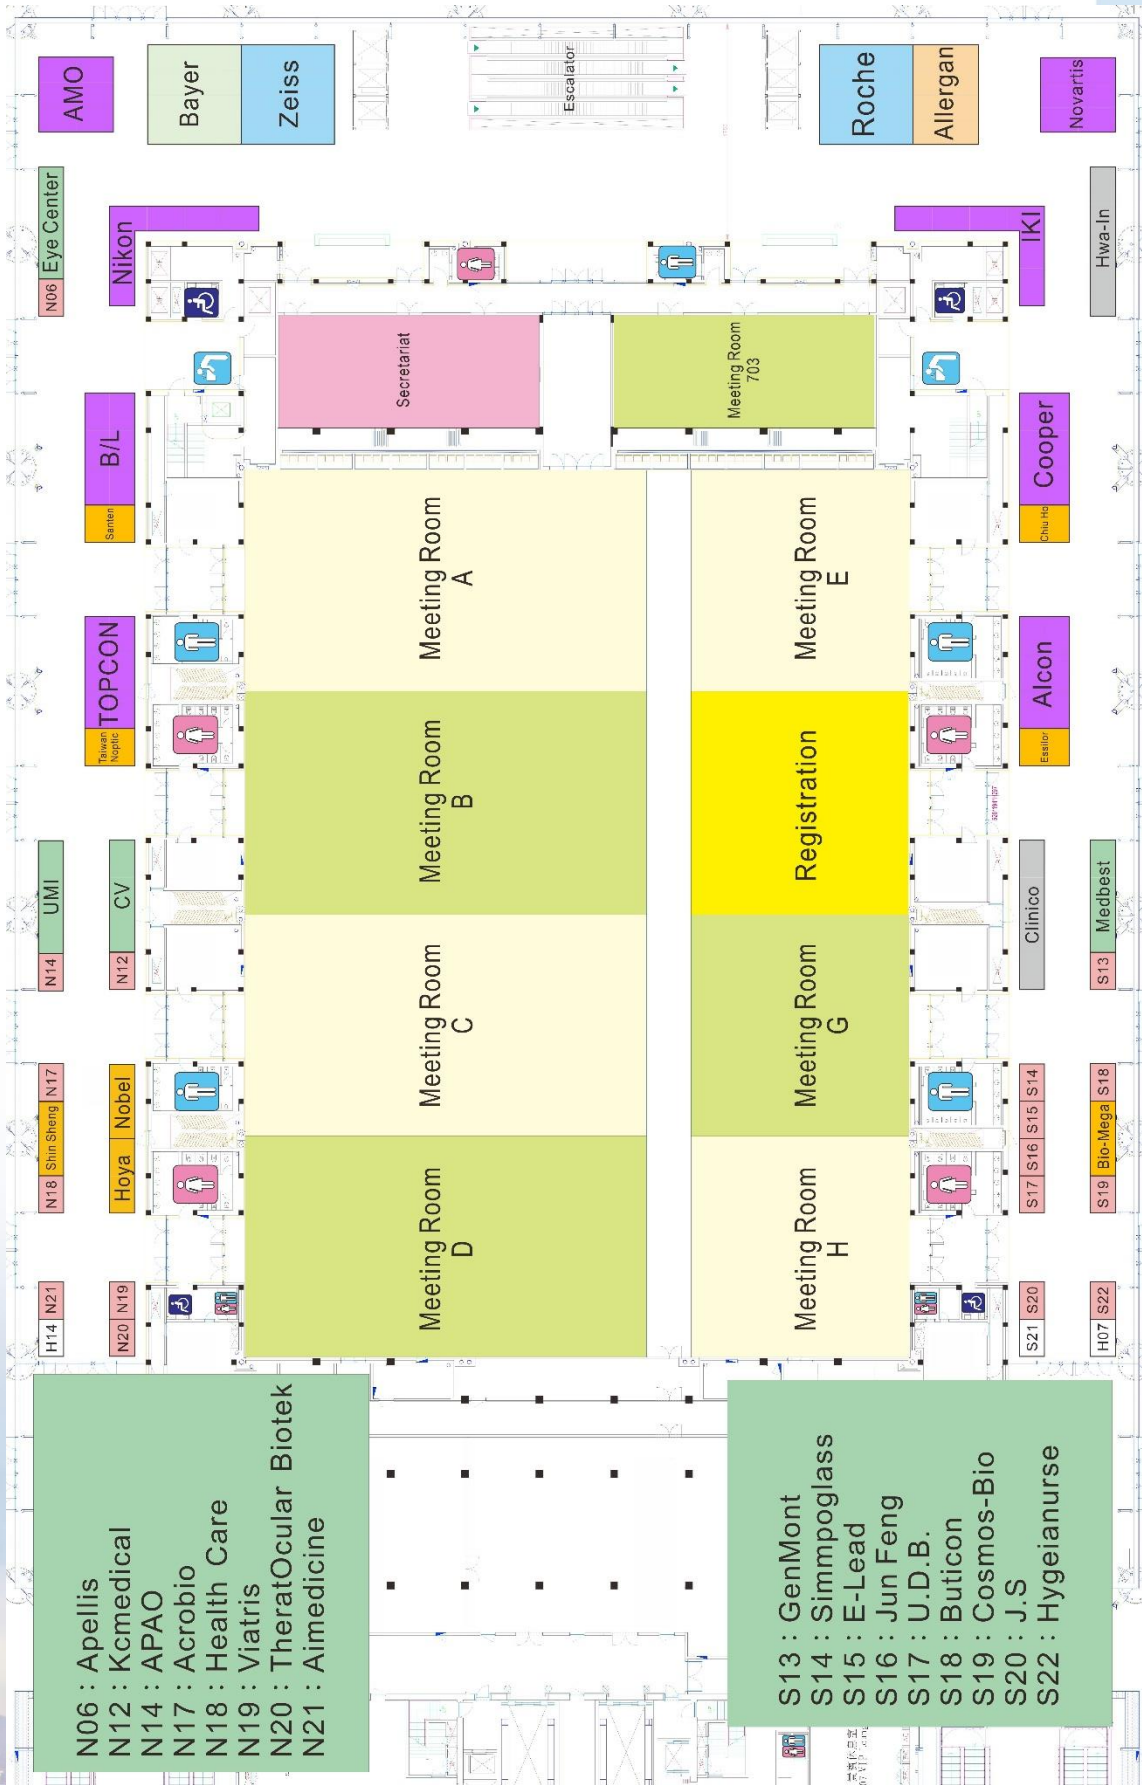 AMO
Bayer
Zeiss
Escalator
Roche
Allergan
Novartis
N06
Eye Center
Nikon
IKI
Hwa-In
Secretariat
Meeting Room
703
B/L
Santen
Cooper
Chiu Ho
Meeting Room
A
Meeting Room
E
TOPCON
Taiwan
Noptic
Alcon
Essilor
Meeting Room
B
Registration
UMI
N14
CV
N12
Clinico
Medbest
S13
Meeting Room
C
Meeting Room
G
N18
Shin Sheng
N17
Hoya
Nobel
S17
S16
S15
S14
S19
Bio-Mega
S18
Meeting Room
D
Meeting Room
H
H14
N21
N20
N19
S21
S20
H07
S22
N06 : Apellis
N12 : Kcmedical
N14 : APAO
N17 : Acrobio
N18 : Health Care
N19 : Viatris
N20 : TheratOcular Biotek
N21 : Aimedicine
S13 : GenMont
S14 : Simmpoglass
S15 : E-Lead
S16 : Jun Feng
S17 : U.D.B.
S18 : Buticon
S19 : Cosmos-Bio
S20 : J.S
S22 : Hygeianurse